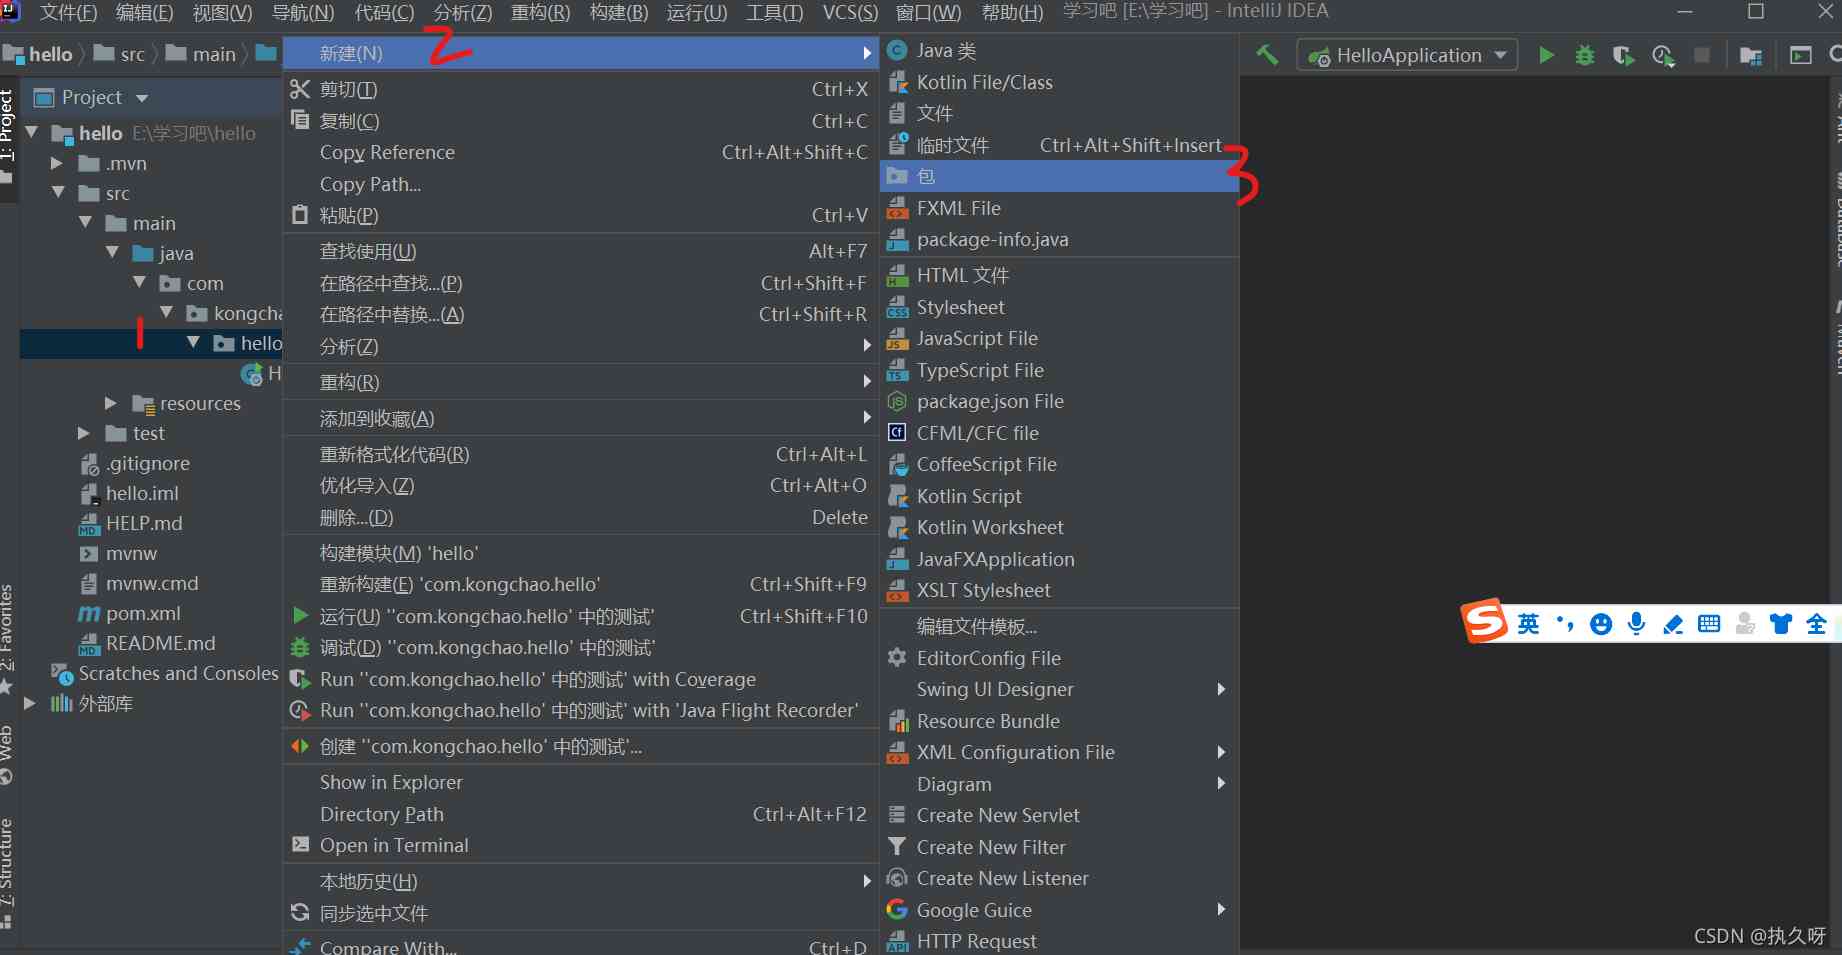 文件(F) 编辑(E) 视图(V) 导航(N) 代码(C) 分析(Z) 重构(R) 构建(B) 运行(U) 工具(T) VCS(S) 窗口(W) 帮助(H) 学习吧 [E:\学习吧] - IntelliJ IDEA
hello src main
HelloApplication
1: Project
2: Favorites
Web
7: Structure
Project
hello E:\学习吧\hello
.mvn
src
main
java
com
kongcha
hello
H
resources
test
.gitignore
hello.iml
HELP.md
mvnw
mvnw.cmd
pom.xml
README.md
Scratches and Consoles
外部库
1
2
3
新建(N)
剪切(T) Ctrl+X
复制(C) Ctrl+C
Copy Reference Ctrl+Alt+Shift+C
Copy Path...
粘贴(P) Ctrl+V
查找使用(U) Alt+F7
在路径中查找...(P) Ctrl+Shift+F
在路径中替换...(A) Ctrl+Shift+R
分析(Z)
重构(R)
添加到收藏(A)
重新格式化代码(R) Ctrl+Alt+L
优化导入(Z) Ctrl+Alt+O
删除...(D) Delete
构建模块(M) 'hello'
重新构建(E) 'com.kongchao.hello' Ctrl+Shift+F9
运行(U) ''com.kongchao.hello' 中的测试' Ctrl+Shift+F10
调试(D) ''com.kongchao.hello' 中的测试'
Run ''com.kongchao.hello' 中的测试' with Coverage
Run ''com.kongchao.hello' 中的测试' with 'Java Flight Recorder'
创建 ''com.kongchao.hello' 中的测试'...
Show in Explorer
Directory Path Ctrl+Alt+F12
Open in Terminal
本地历史(H)
同步选中文件
Compare With... Ctrl+D
Java 类
Kotlin File/Class
文件
临时文件 Ctrl+Alt+Shift+Insert
包
FXML File
package-info.java
HTML 文件
Stylesheet
JavaScript File
TypeScript File
package.json File
CFML/CFC file
CoffeeScript File
Kotlin Script
Kotlin Worksheet
JavaFXApplication
XSLT Stylesheet
编辑文件模板...
EditorConfig File
Swing UI Designer
Resource Bundle
XML Configuration File
Diagram
Create New Servlet
Create New Filter
Create New Listener
Google Guice
HTTP Request
英 全
CSDN @执久呀